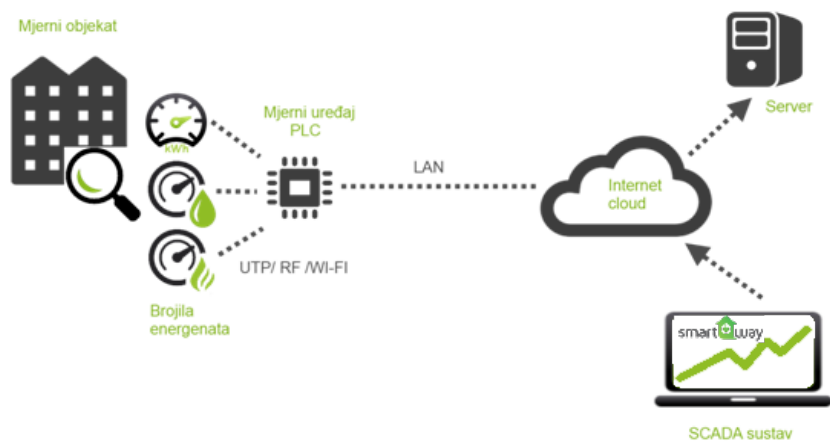 Mjerni objekat
kWh
Mjerni uređaj
PLC
LAN
Server
Internet
cloud
UTP/ RF /WI-FI
Brojila
energenata
smart way
SCADA sustav